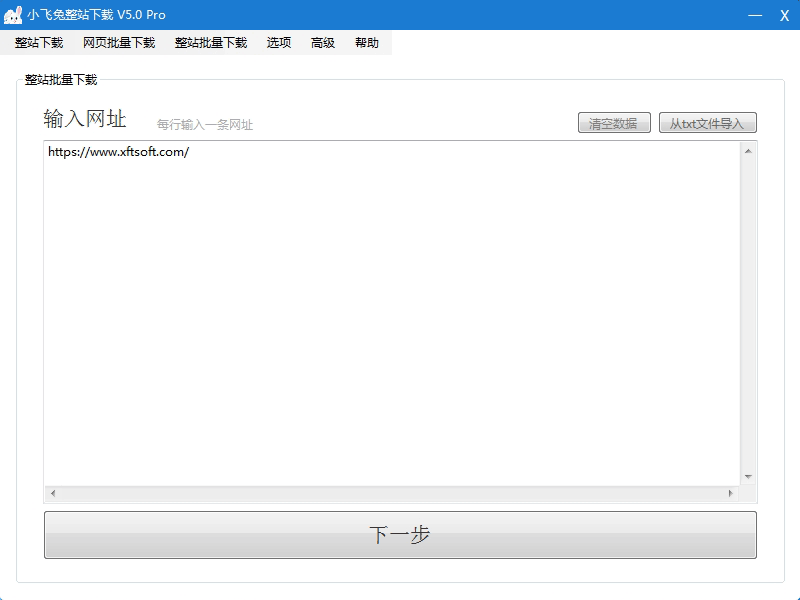 小飞兔整站下载 V5.0 Pro
整站下载 网页批量下载 整站批量下载 选项 高级 帮助
整站批量下载
输入网址 每行输入一条网址 清空数据 从txt文件导入
https://www.xftsoft.com/
下一步